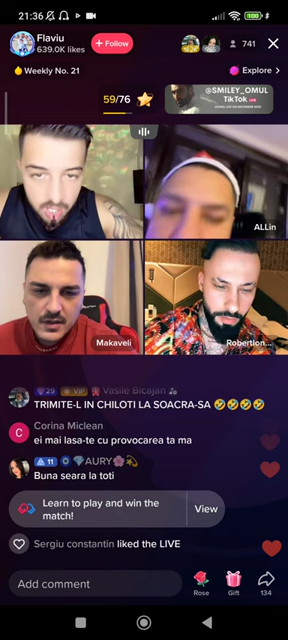 21:36
Flaviu
639.0K likes
+ Follow
741
Weekly No. 21
Explore >
59/76
@SMILEY_OMUL
TikTok LIVE
ALLin
Makaveli
RobertIon...
29 VIP Vasile Bicajan
TRIMITE-L IN CHILOTI LA SOACRA-SA 🤣🤣🤣🤣
C Corina Miclean
ei mai lasa-te cu provocarea ta ma
11 💎AURY🌸💫
Buna seara la toti
Learn to play and win the
match!
View
Sergiu constantin liked the LIVE
Add comment
Rose
Gift
134